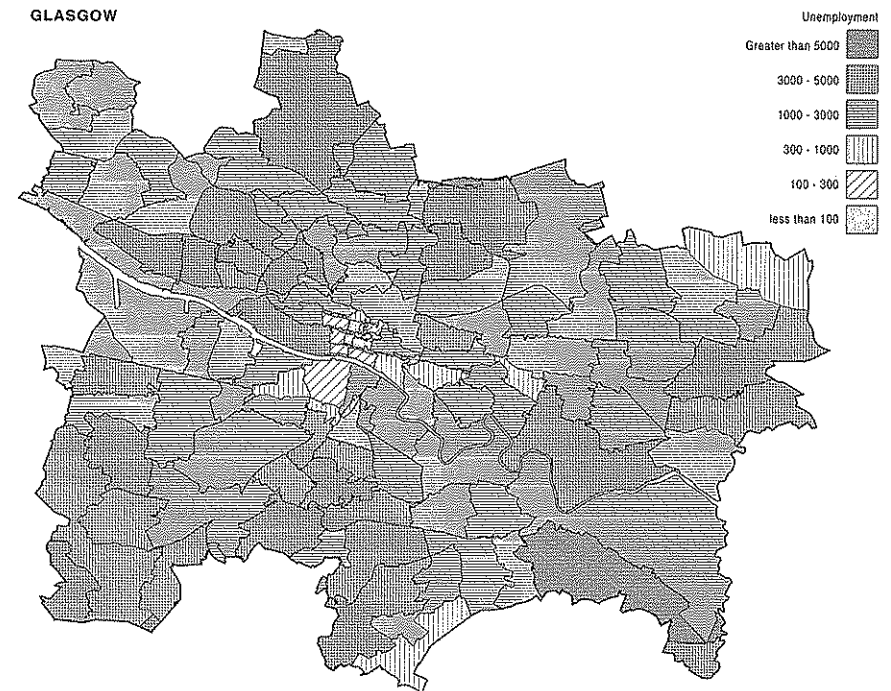 GLASGOW
Unemployment
Greater than 5000
3000 - 5000
1000 - 3000
300 - 1000
100 - 300
less than 100